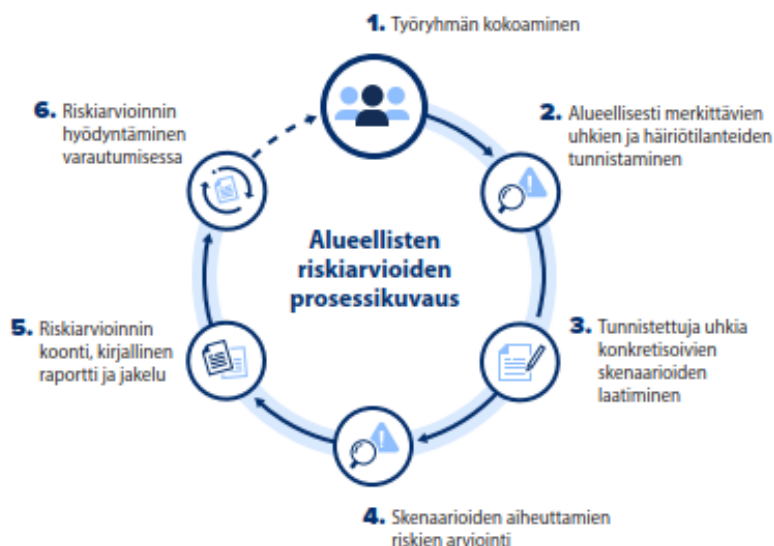 1. Työryhmän kokoaminen
2. Alueellisesti merkittävien
uhkien ja häiriötilanteiden
tunnistaminen
3. Tunnistettuja uhkia
konkretisoivien
skenaarioiden
laatiminen
4. Skenaarioiden aiheuttamien
riskien arviointi
5. Riskiarvioinnin
koonti, kirjallinen
raportti ja jakelu
6. Riskiarvioinnin
hyödyntäminen
varautumisessa
Alueellisten
riskiarvioiden
prosessikuvaus